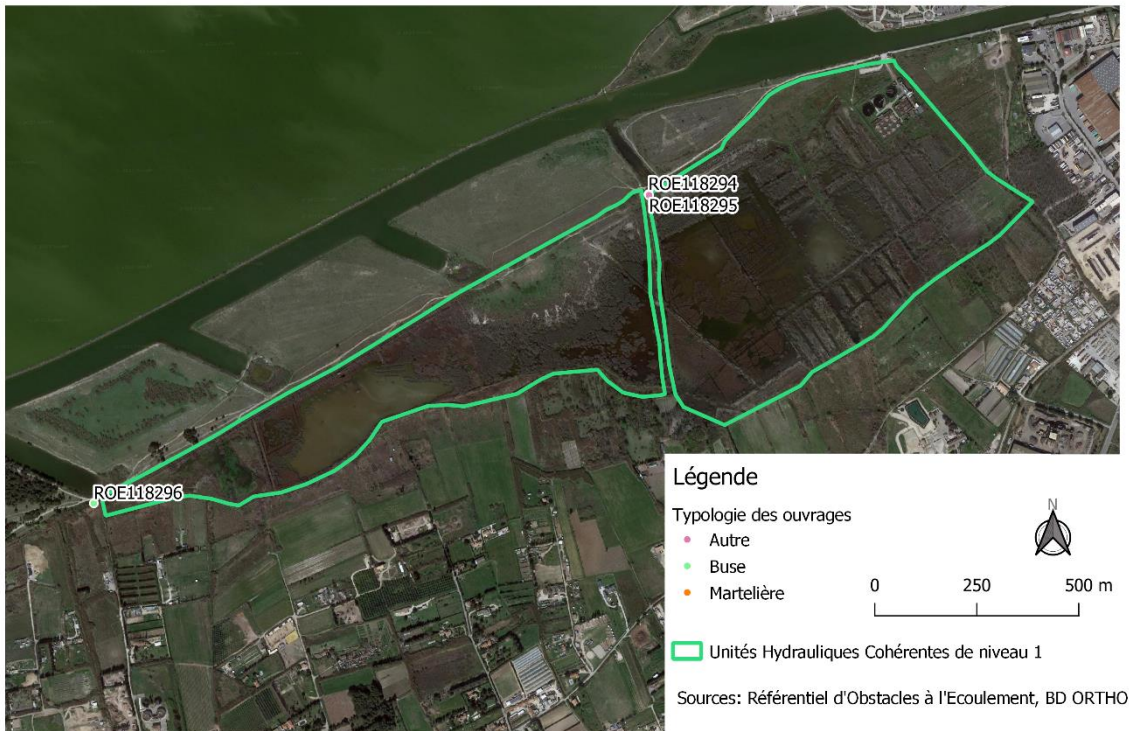 ROE118294
ROE118295
ROE118296
Légende
Typologie des ouvrages
Autre
Buse
Martelière
N
0 250 500 m
Unités Hydrauliques Cohérentes de niveau 1
Sources: Référentiel d'Obstacles à l'Ecoulement, BD ORTHO